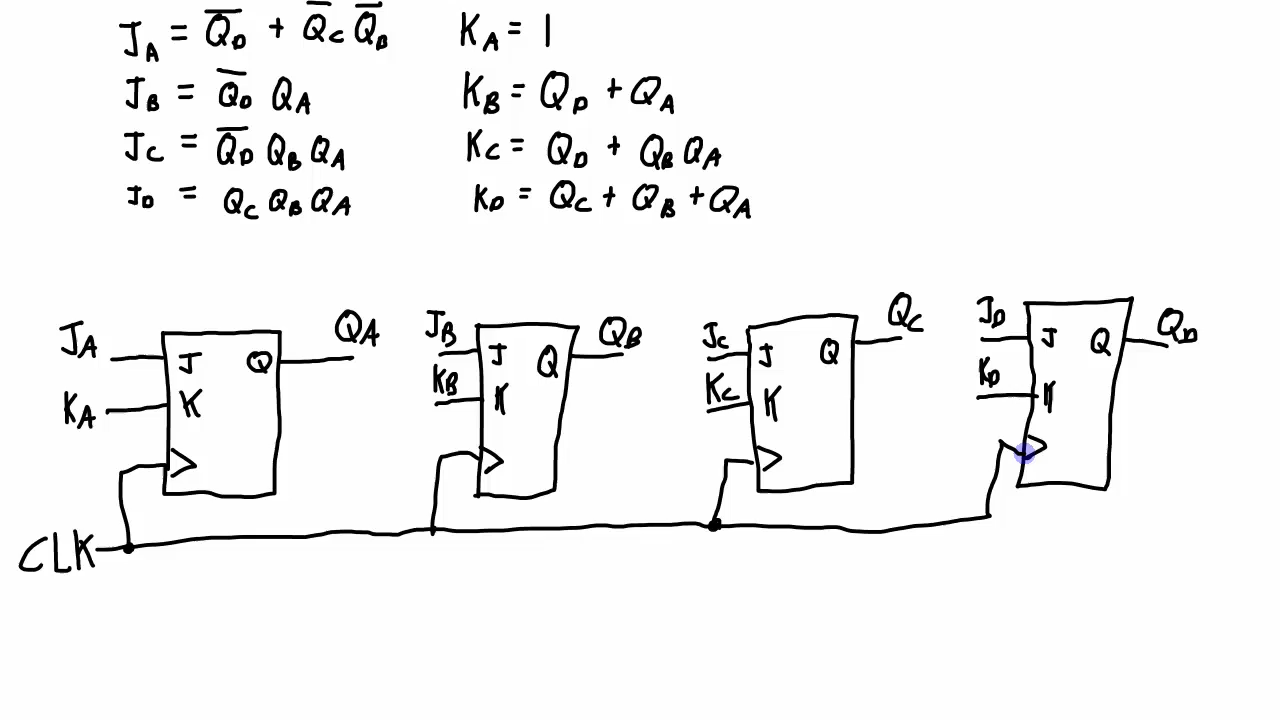 J_A = Q̅_D + Q̅_C Q̅_B K_A = 1
J_B = Q̅_D Q_A K_B = Q_D + Q_A
J_C = Q̅_D Q_B Q_A K_C = Q_D + Q_B Q_A
J_D = Q_C Q_B Q_A K_D = Q_C + Q_B + Q_A
J_A J Q Q_A J_B J Q Q_B J_C J Q Q_C J_D J Q Q_D
K_A K K_B K K_C K K_D K
CLK